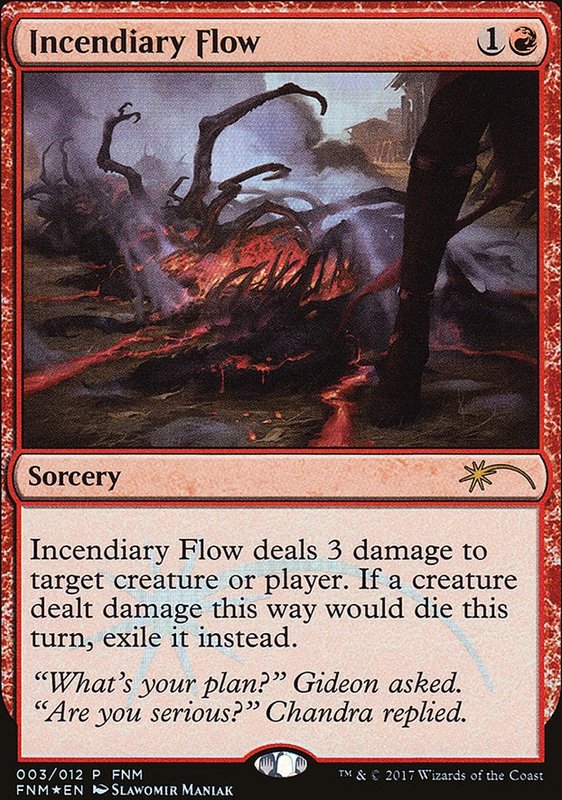 Incendiary Flow 1
Sorcery
Incendiary Flow deals 3 damage to
target creature or player. If a creature
dealt damage this way would die this
turn, exile it instead.
“What’s your plan?” Gideon asked.
“Are you serious?” Chandra replied.
003/012 P FNM
FNM★EN Slawomir Maniak
™ & © 2017 Wizards of the Coast